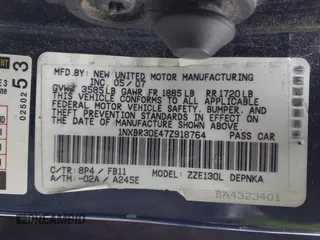 MFD. BY: NEW UNITED MOTOR MANUFACTURING
INC. 05/07
GVWR 3585LB GAWR FR 1885LB RR1720LB
THIS VEHICLE CONFORMS TO ALL APPLICABLE
FEDERAL MOTOR VEHICLE SAFETY, BUMPER, AND
THEFT PREVENTION STANDARDS IN EFFECT ON
THE DATE OF MANUFACTURE SHOWN ABOVE.
1NXBR30E47Z918764 PASS CAR
C/TR: 8P4 / FB11 MODEL: ZZE130L DEPNKA
A/TM: -02A / A245E
BA4323401
53
025025